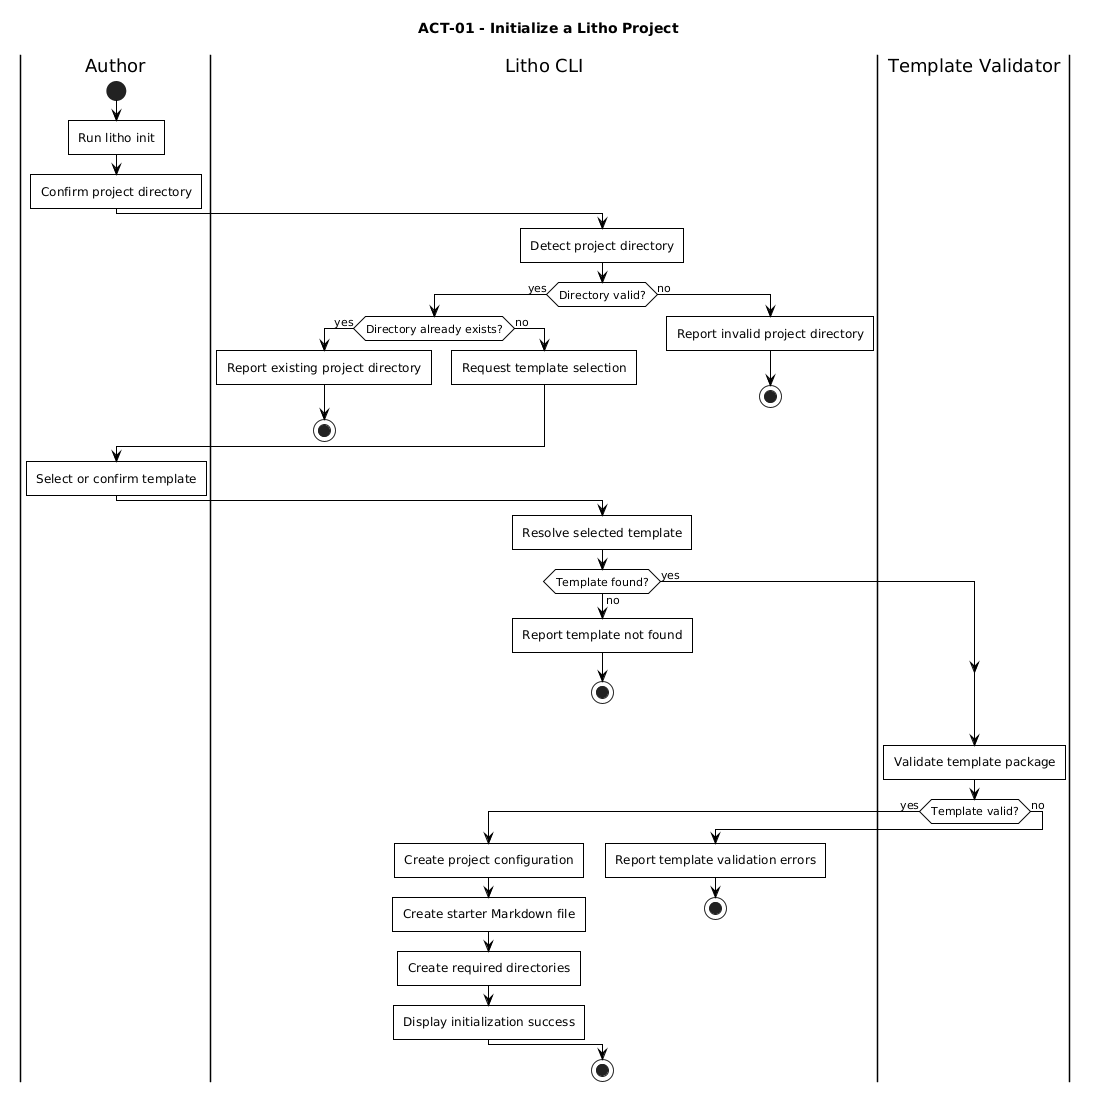 ACT-01 - Initialize a Litho Project
Author
Litho CLI
Template Validator
Run litho init
Confirm project directory
Detect project directory
Directory valid?
yes
no
Directory already exists?
yes
no
Report invalid project directory
Report existing project directory
Request template selection
Select or confirm template
Resolve selected template
Template found?
yes
no
Report template not found
Validate template package
Template valid?
yes
no
Create project configuration
Report template validation errors
Create starter Markdown file
Create required directories
Display initialization success